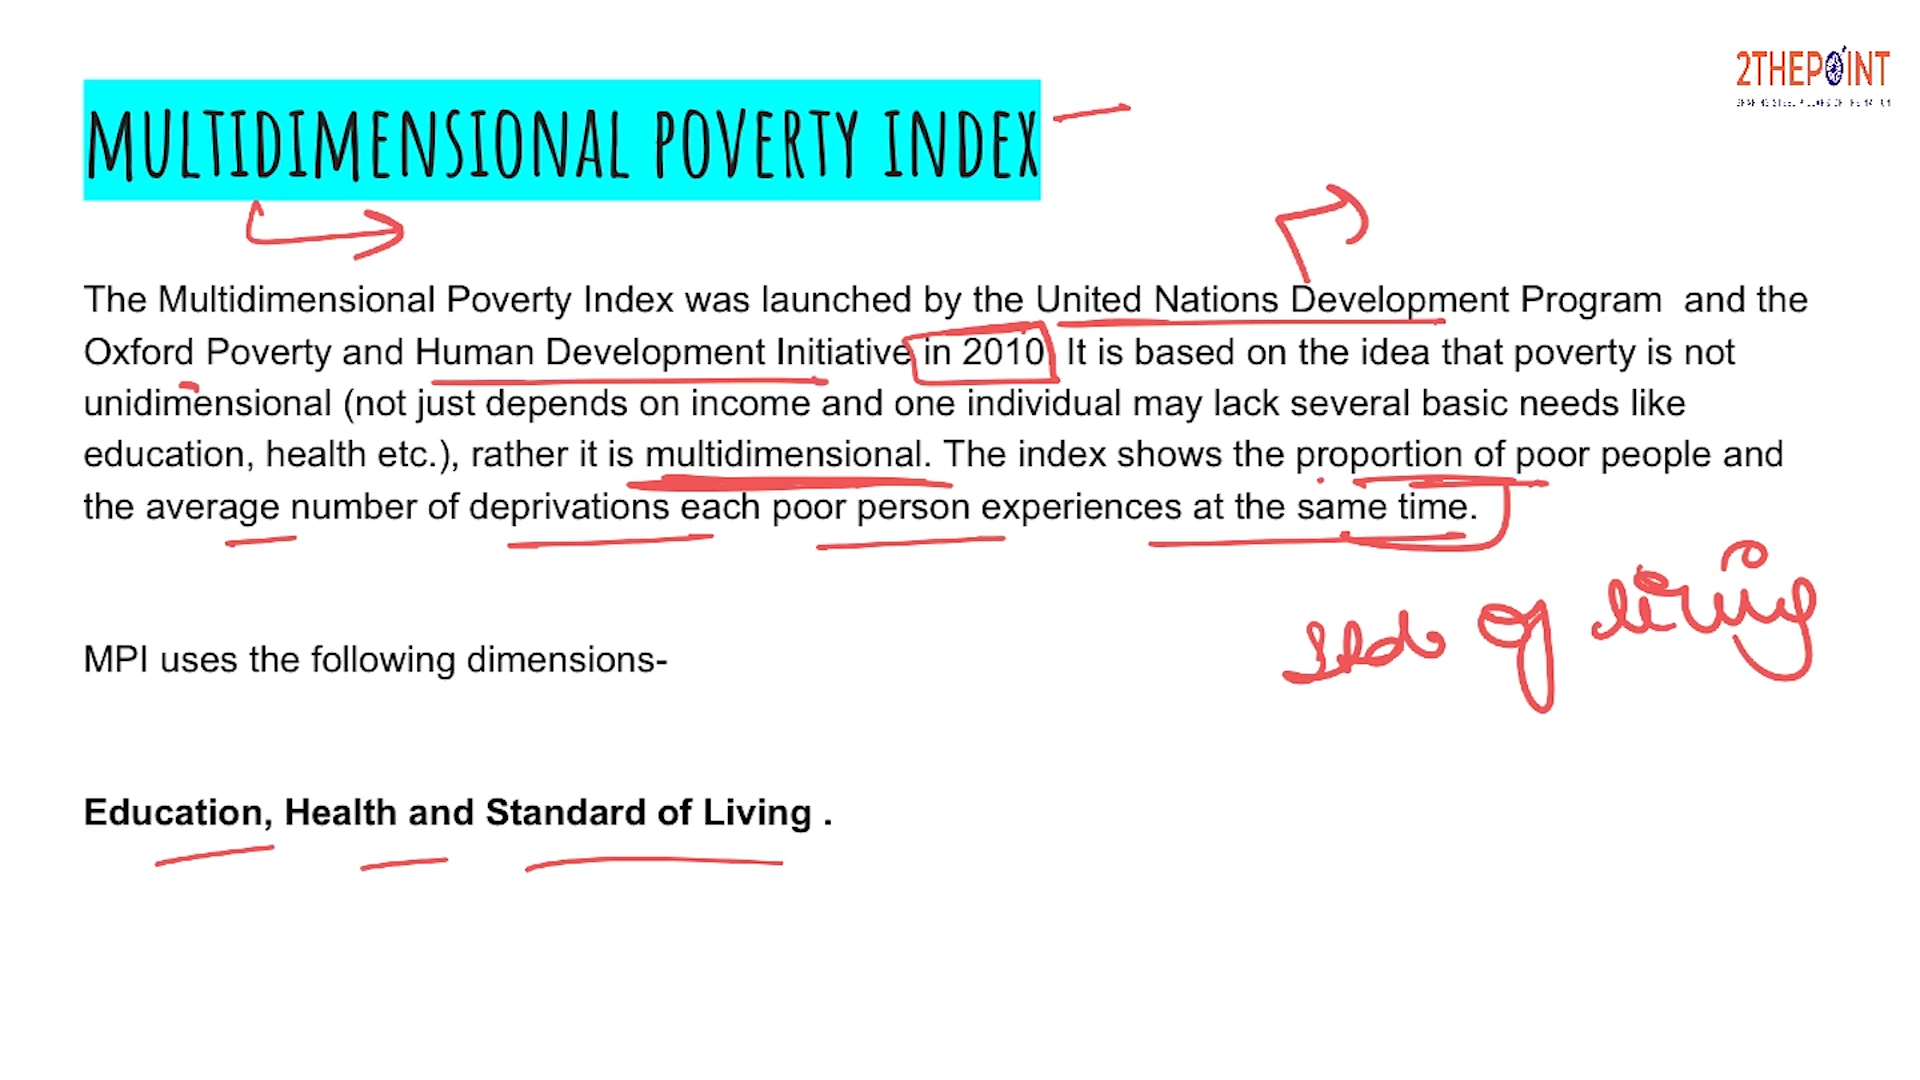 2THEPOINT
MULTIDIMENSIONAL POVERTY INDEX
The Multidimensional Poverty Index was launched by the United Nations Development Program and the
Oxford Poverty and Human Development Initiative in 2010. It is based on the idea that poverty is not
unidimensional (not just depends on income and one individual may lack several basic needs like
education, health etc.), rather it is multidimensional. The index shows the proportion of poor people and
the average number of deprivations each poor person experiences at the same time.
of living
MPI uses the following dimensions-
Education, Health and Standard of Living .